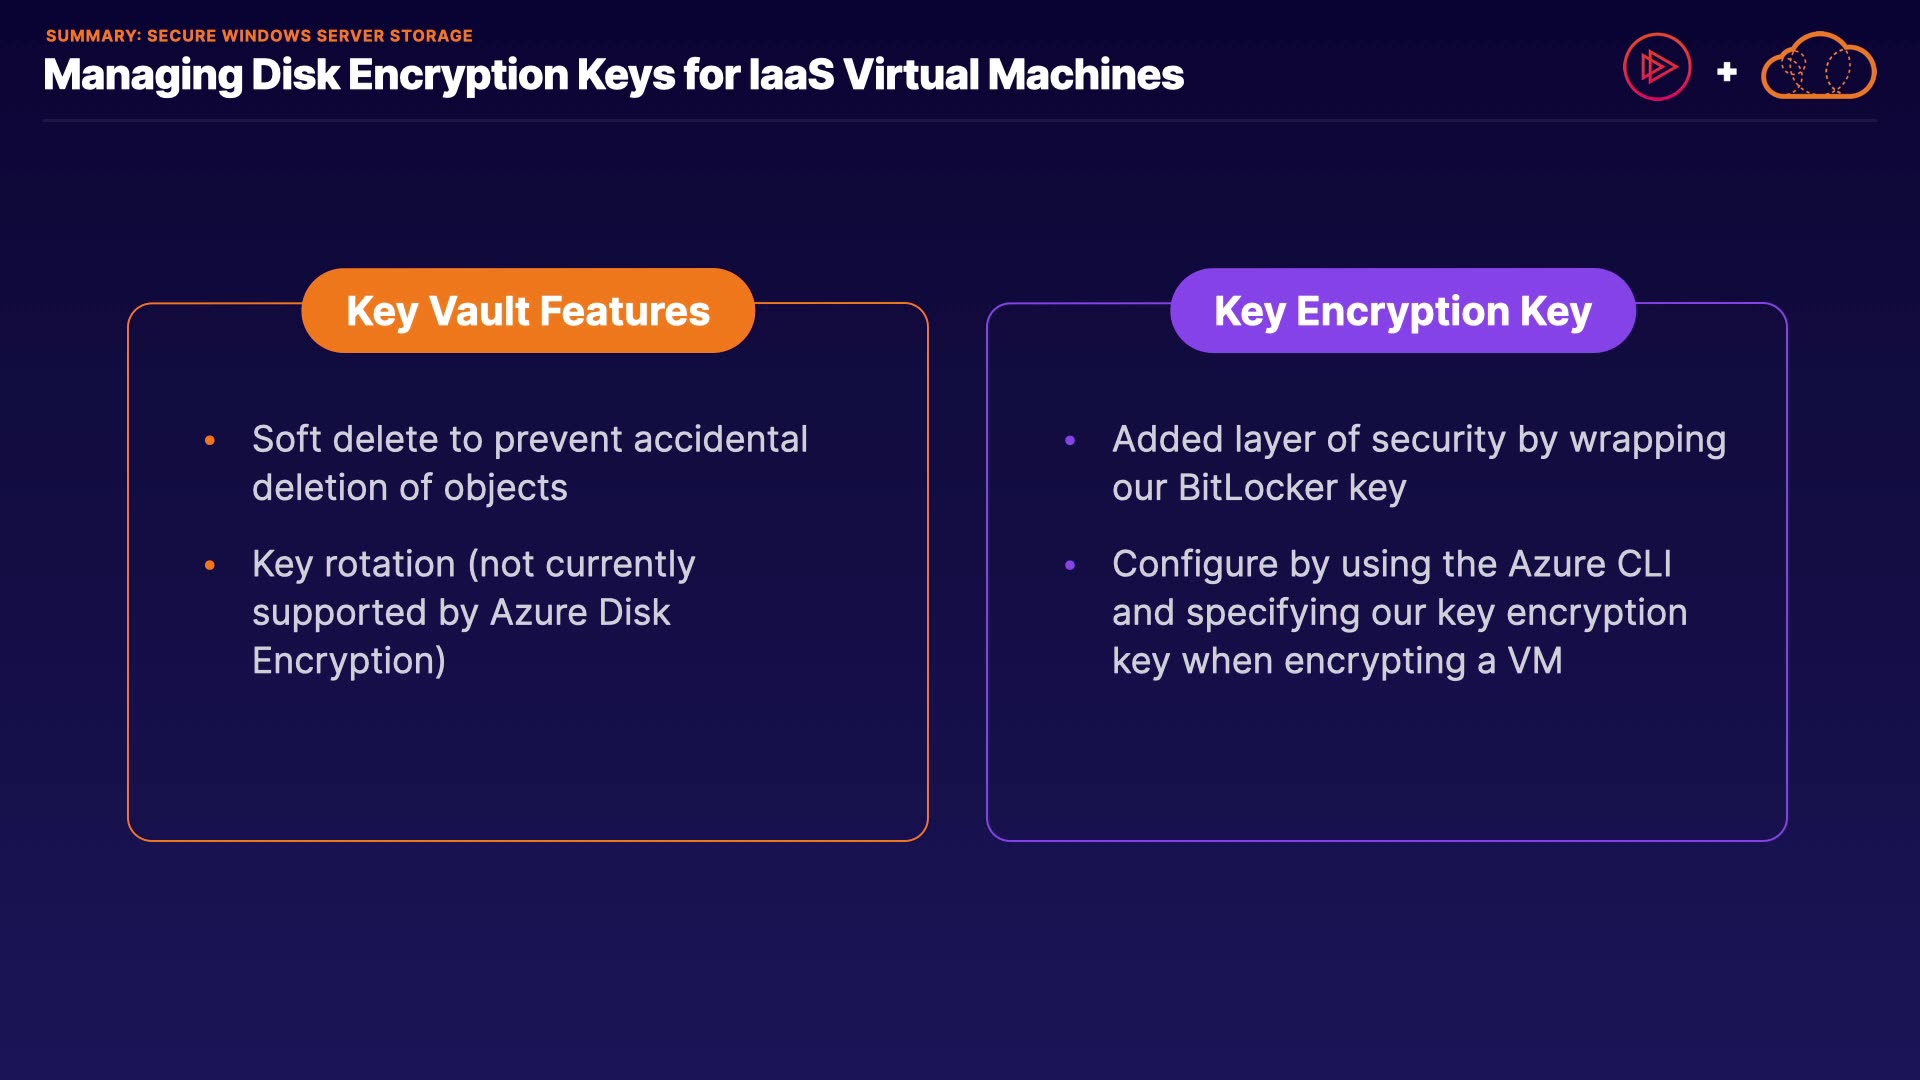 SUMMARY: SECURE WINDOWS SERVER STORAGE
Managing Disk Encryption Keys for IaaS Virtual Machines
+
Key Vault Features
• Soft delete to prevent accidental
deletion of objects
• Key rotation (not currently
supported by Azure Disk
Encryption)
Key Encryption Key
• Added layer of security by wrapping
our BitLocker key
• Configure by using the Azure CLI
and specifying our key encryption
key when encrypting a VM